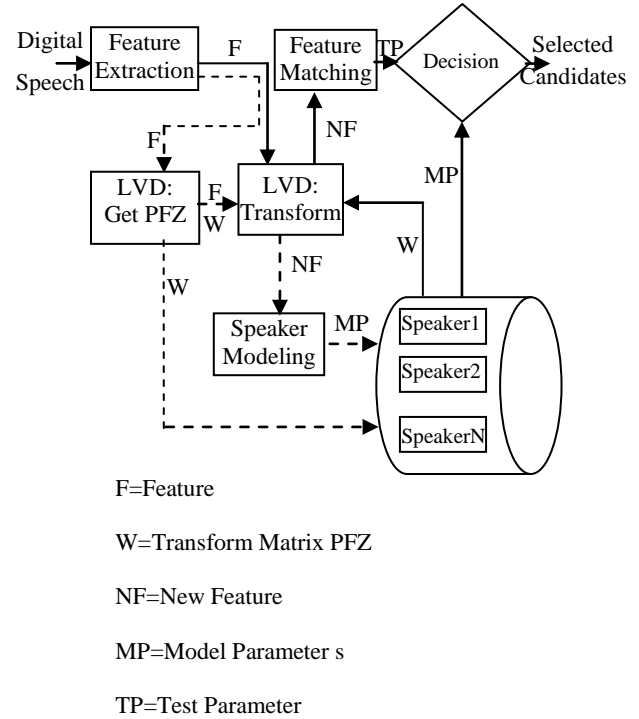 Digital
Speech
Feature
Extraction
F
Feature
Matching
TP
Decision
Selected
Candidates
F
NF
MP
LVD:
Get PFZ
F
W
LVD:
Transform
W
W
NF
Speaker
Modeling
MP
Speaker1
Speaker2
SpeakerN
F=Feature
W=Transform Matrix PFZ
NF=New Feature
MP=Model Parameter s
TP=Test Parameter